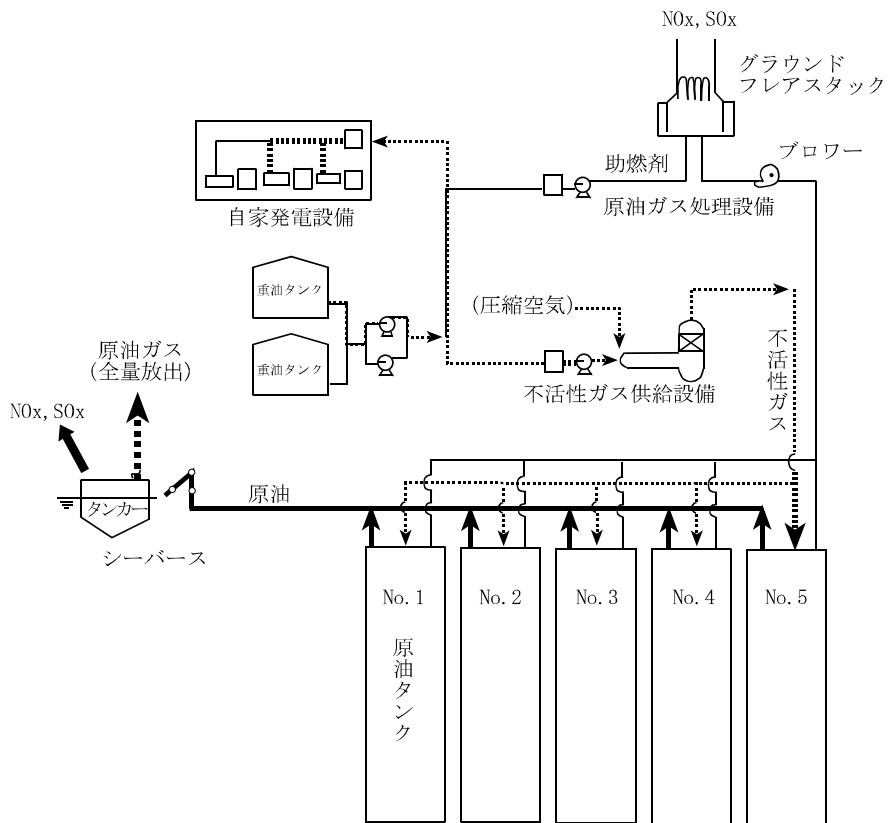 NOx, SOx
グラウンド
フレアスタック
ブロワー
助燃剤
原油ガス処理設備
自家発電設備
重油タンク
(圧縮空気)
不活性ガス
重油タンク
不活性ガス供給設備
原油ガス
(全量放出)
NOx, SOx
タンカー
原油
シーバース
No. 1
No. 2
No. 3
No. 4
No. 5
原油タンク